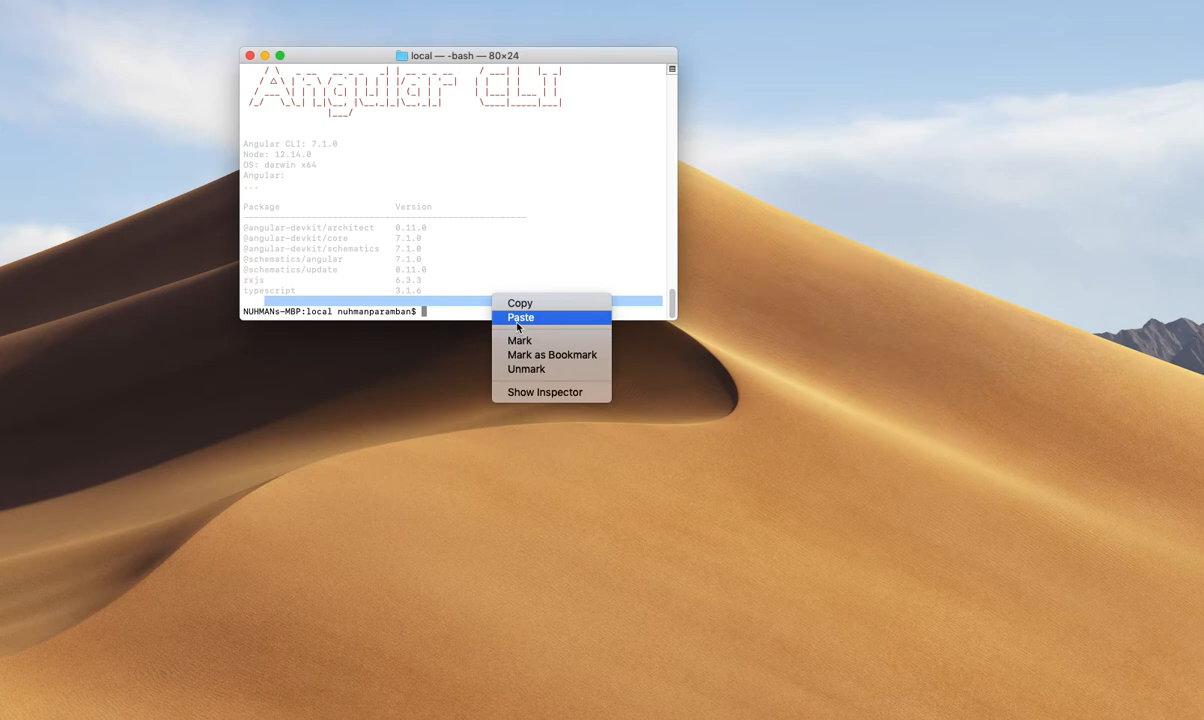 local — -bash — 80×24
Angular CLI
Angular CLI: 7.1.0
Node: 12.14.0
OS: darwin x64
Angular:
...
Package Version
------------------------------------------------------
@angular-devkit/architect 0.11.0
@angular-devkit/core 7.1.0
@angular-devkit/schematics 7.1.0
@schematics/angular 7.1.0
@schematics/update 0.11.0
rxjs 6.3.3
typescript 3.1.6
NUHMANs-MBP:local nuhmanparamban$
Copy
Paste
Mark
Mark as Bookmark
Unmark
Show Inspector